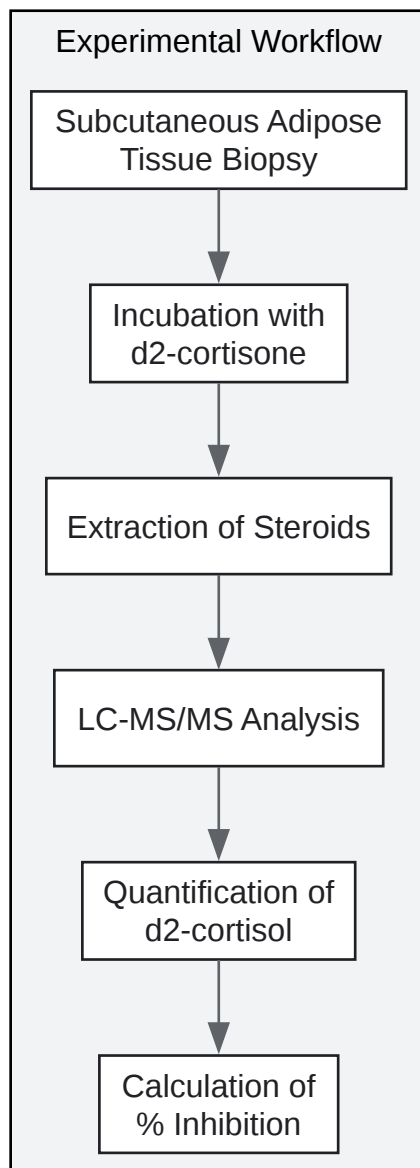 Experimental Workflow
Subcutaneous Adipose
Tissue Biopsy
Incubation with
d2-cortisone
Extraction of Steroids
LC-MS/MS Analysis
Quantification of
d2-cortisol
Calculation of
% Inhibition